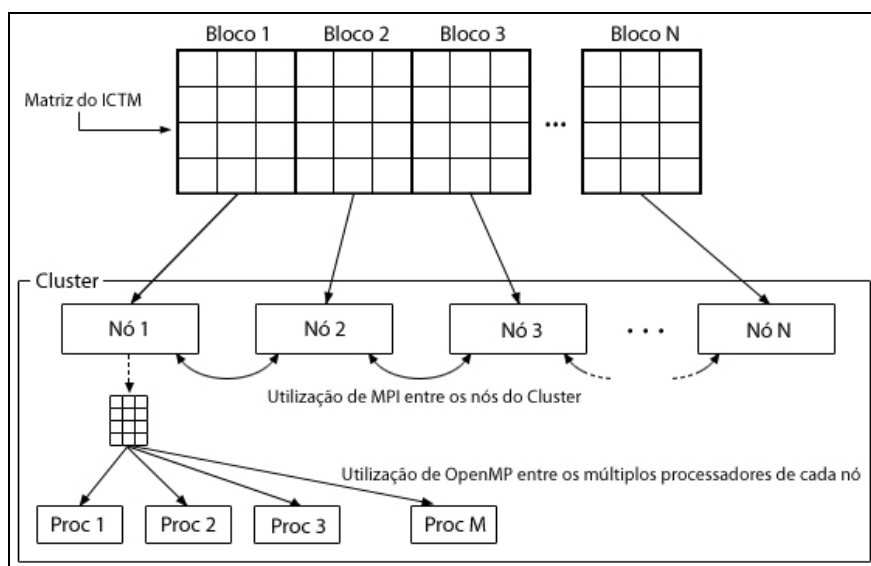 Bloco 1 Bloco 2 Bloco 3 Bloco N
Matriz do ICTM
...
Cluster
Nó 1 Nó 2 Nó 3 . . . Nó N
Utilização de MPI entre os nós do Cluster
Utilização de OpenMP entre os múltiplos processadores de cada nó
Proc 1 Proc 2 Proc 3 Proc M